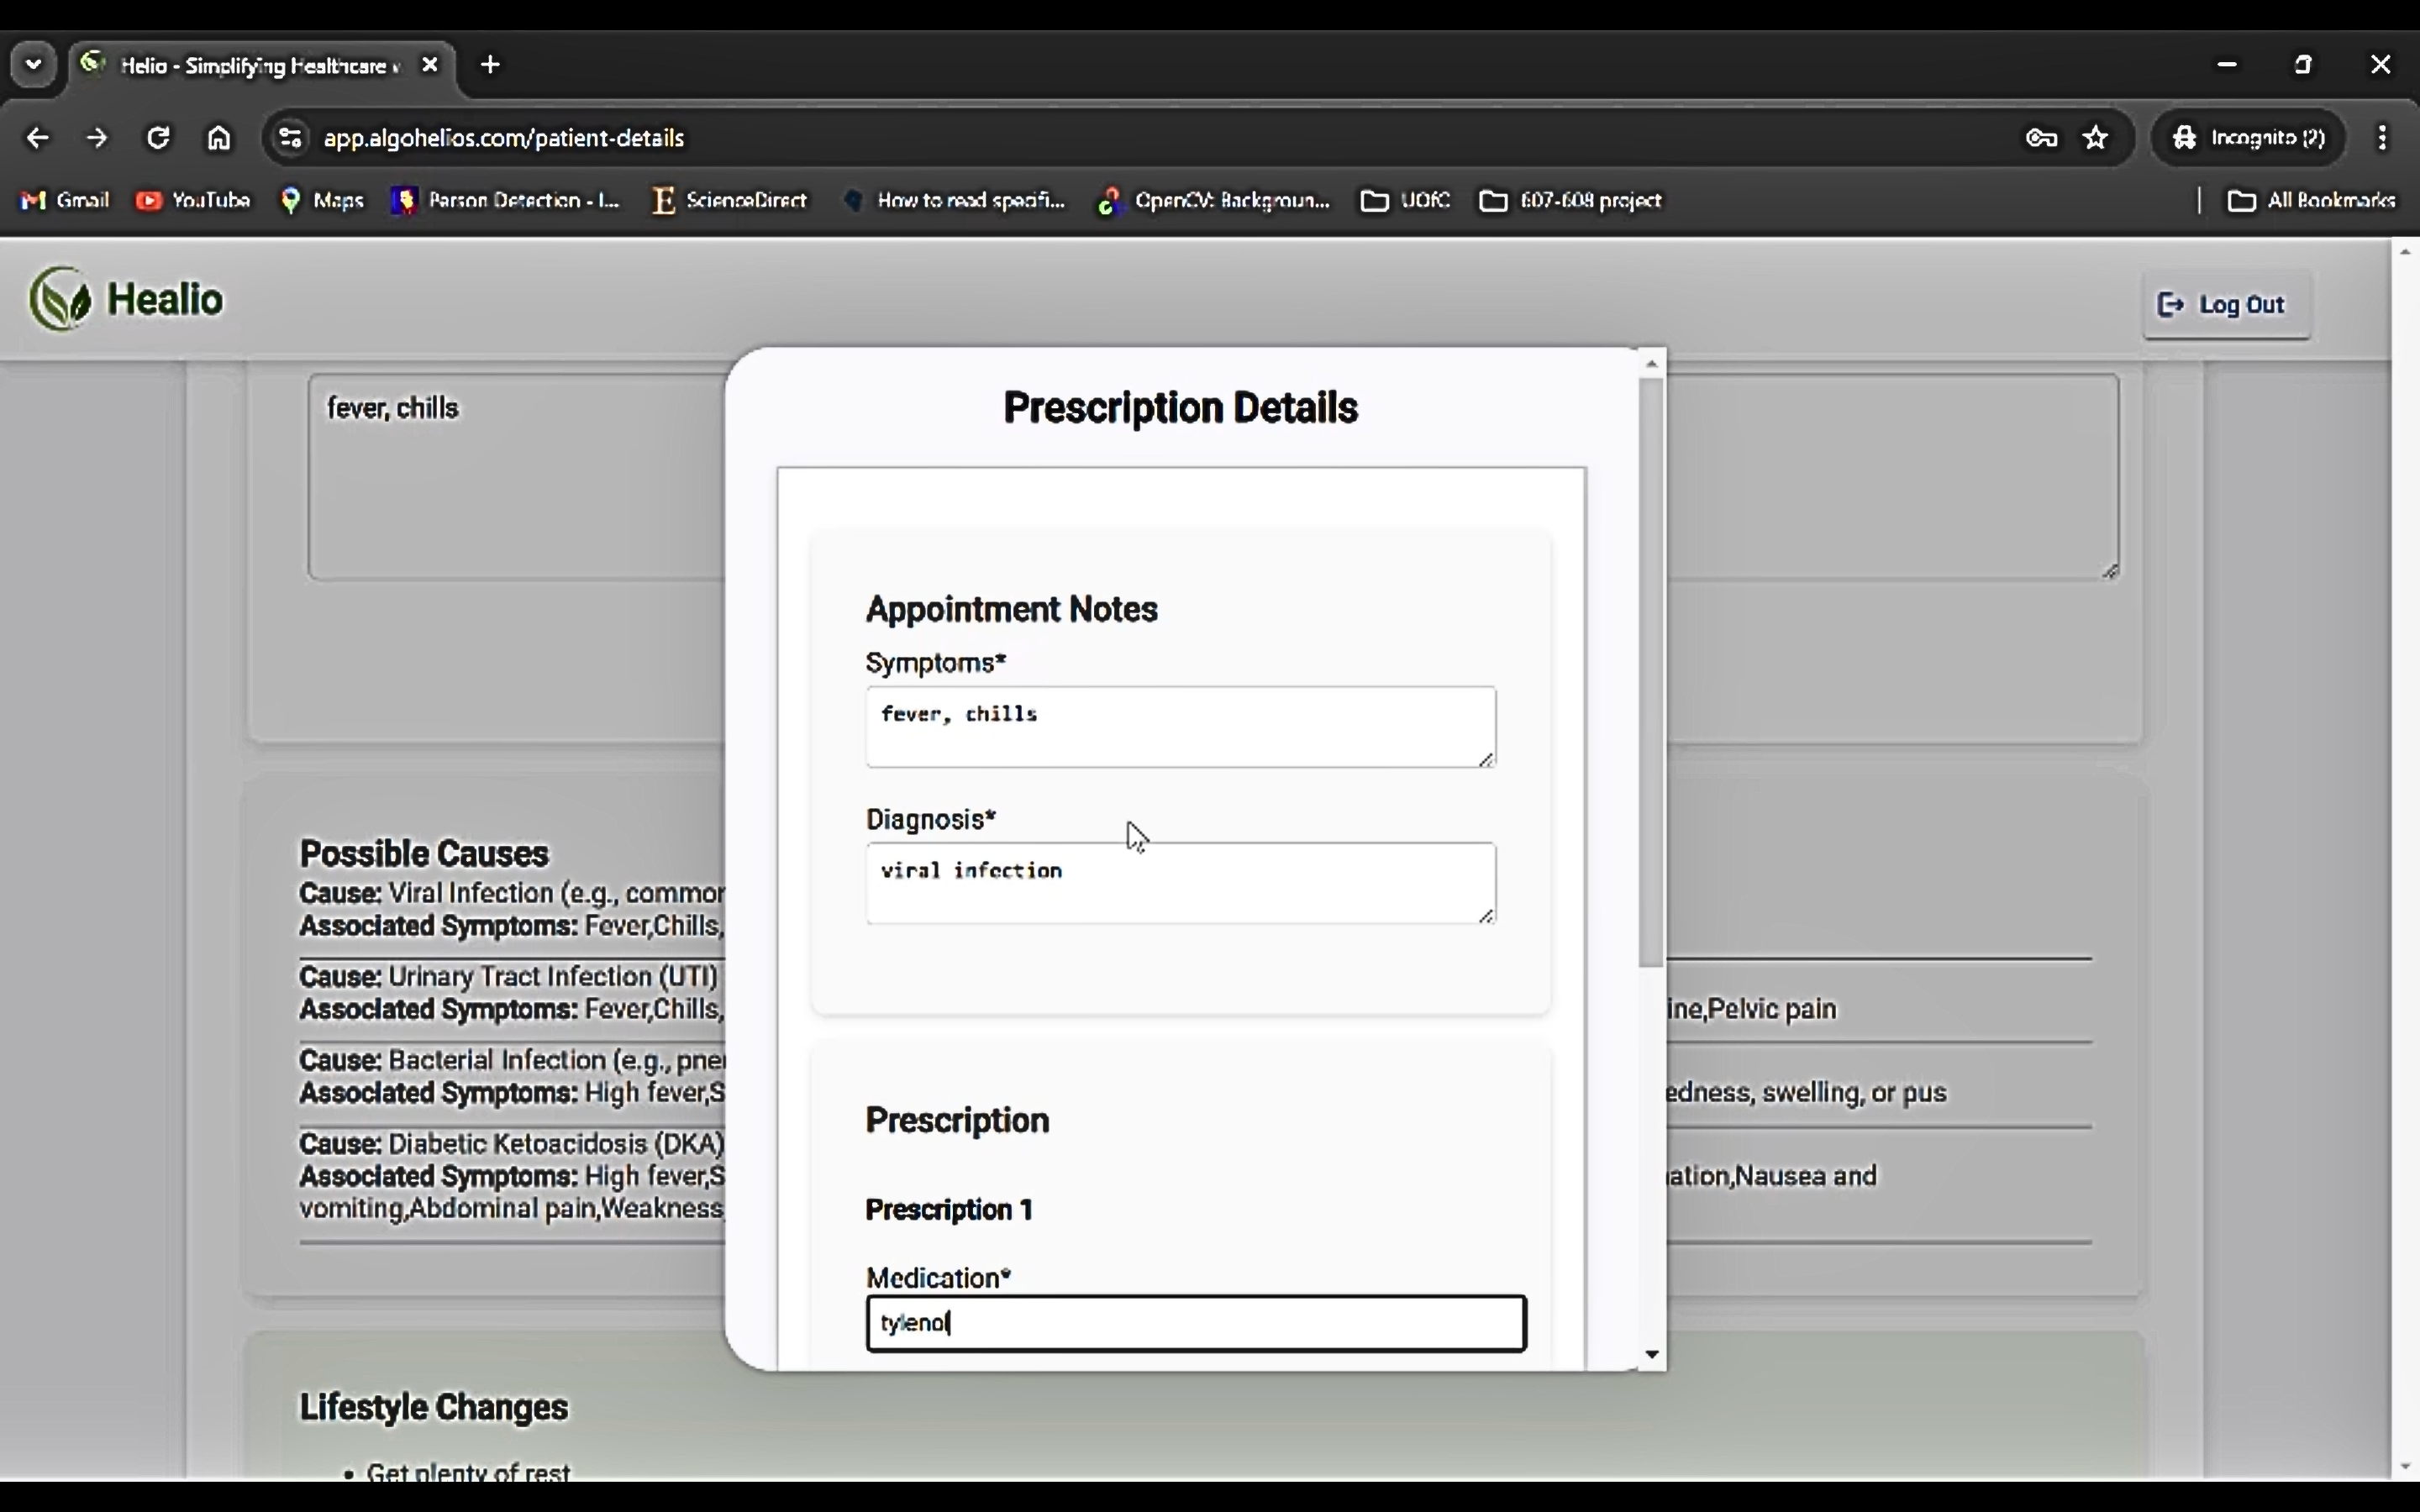 Helio - Simplifying Healthcare
app.algohelios.com/patient-details
Incognito (2)
Gmail
YouTube
Maps
Person Detection - I...
ScienceDirect
How to read specifi...
OpenCV: Backgroun...
UOfC
607-608 project
All Bookmarks
Healio
Log Out
fever, chills
Prescription Details
Appointment Notes
Symptoms*
fever, chills
Diagnosis*
viral infection
Prescription
Prescription 1
Medication*
tylenol
Possible Causes
Cause: Viral Infection (e.g., common
Associated Symptoms: Fever,Chills,
Cause: Urinary Tract Infection (UTI)
Associated Symptoms: Fever,Chills, ine,Pelvic pain
Cause: Bacterial Infection (e.g., pne
Associated Symptoms: High fever,S edness, swelling, or pus
Cause: Diabetic Ketoacidosis (DKA)
Associated Symptoms: High fever,S ation,Nausea and
vomiting,Abdominal pain,Weakness,
Lifestyle Changes
• Get plenty of rest